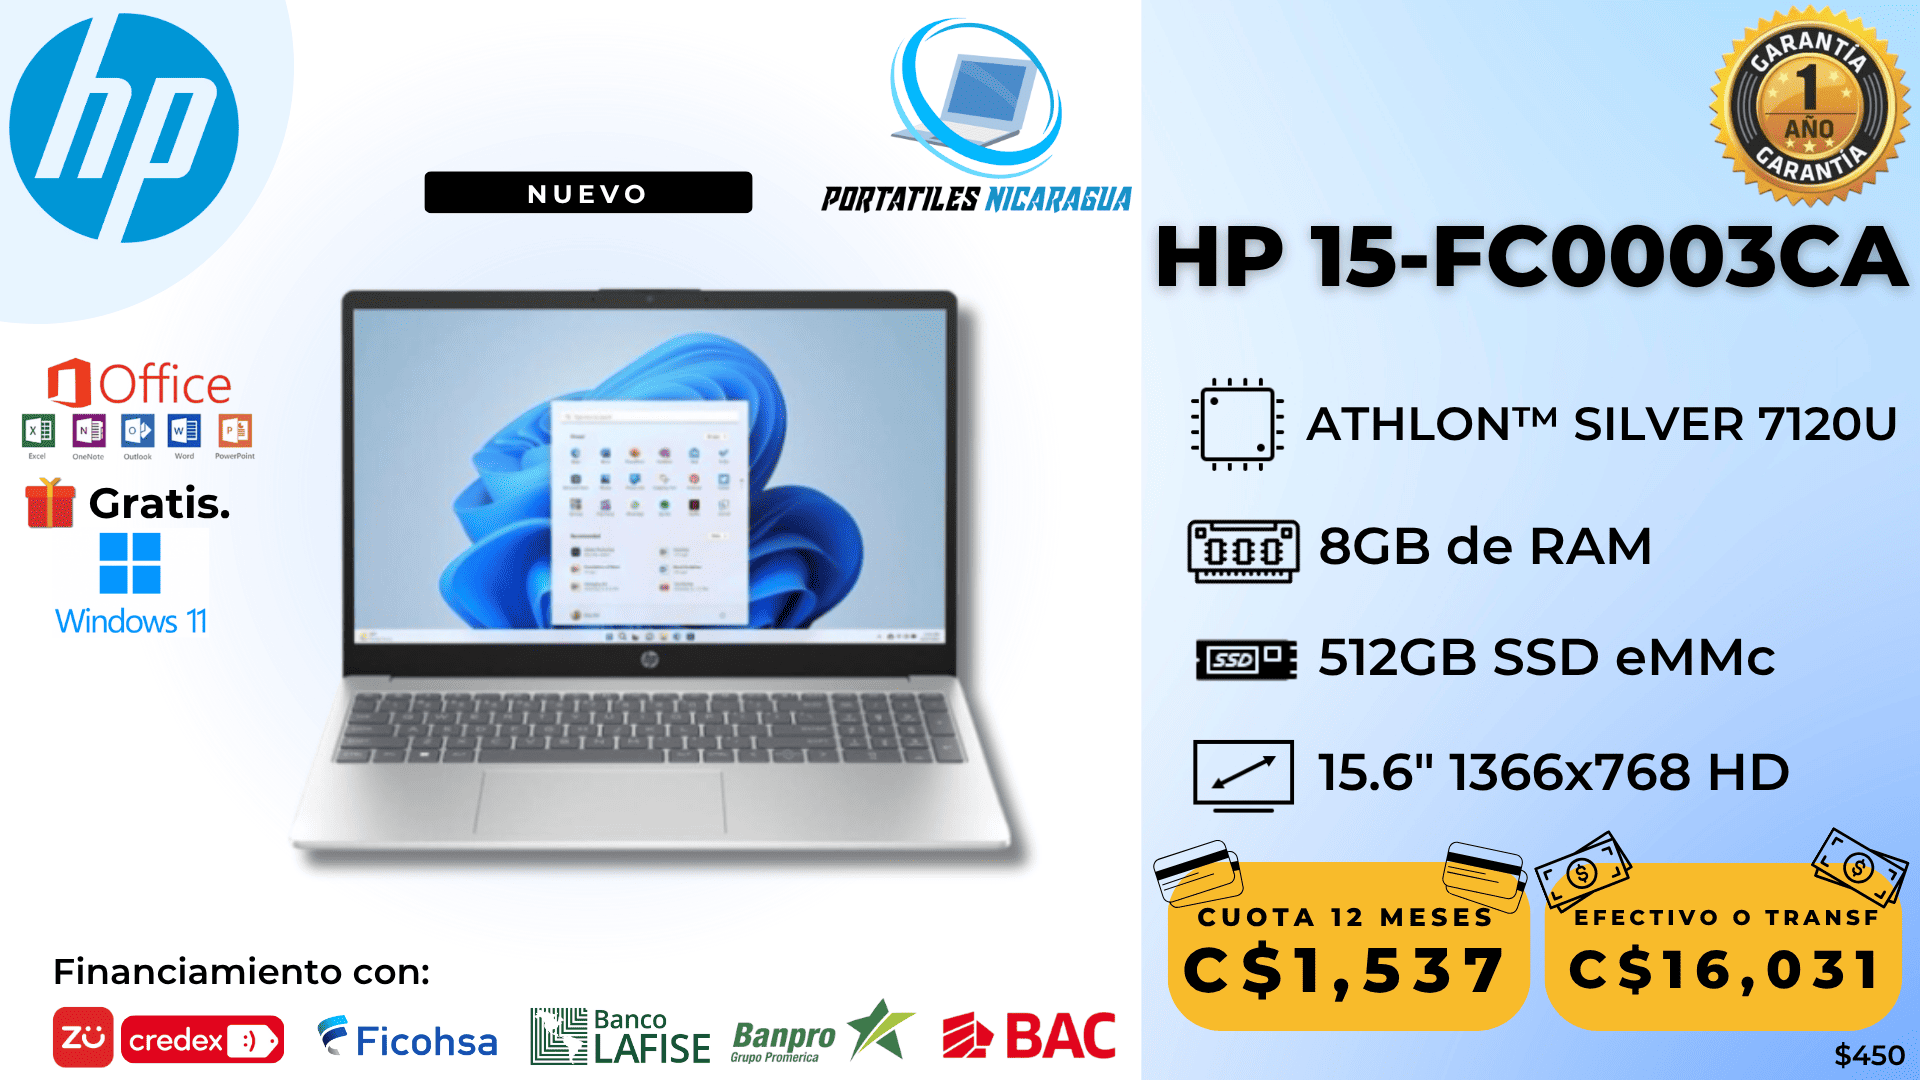 hp
NUEVO
PORTATILES NICARAGUA
GARANTÍA
1
AÑO
GARANTÍA
HP 15-FC0003CA
Office
Excel
OneNote
Outlook
Word
PowerPoint
Gratis.
Windows 11
ATHLON™ SILVER 7120U
8GB de RAM
SSD
512GB SSD eMMc
15.6" 1366x768 HD
CUOTA 12 MESES
C$1,537
EFECTIVO O TRANSF
C$16,031
$450
Financiamiento con:
zü
credex :)
Ficohsa
Banco
LAFISE
Banpro
Grupo Promerica
BAC